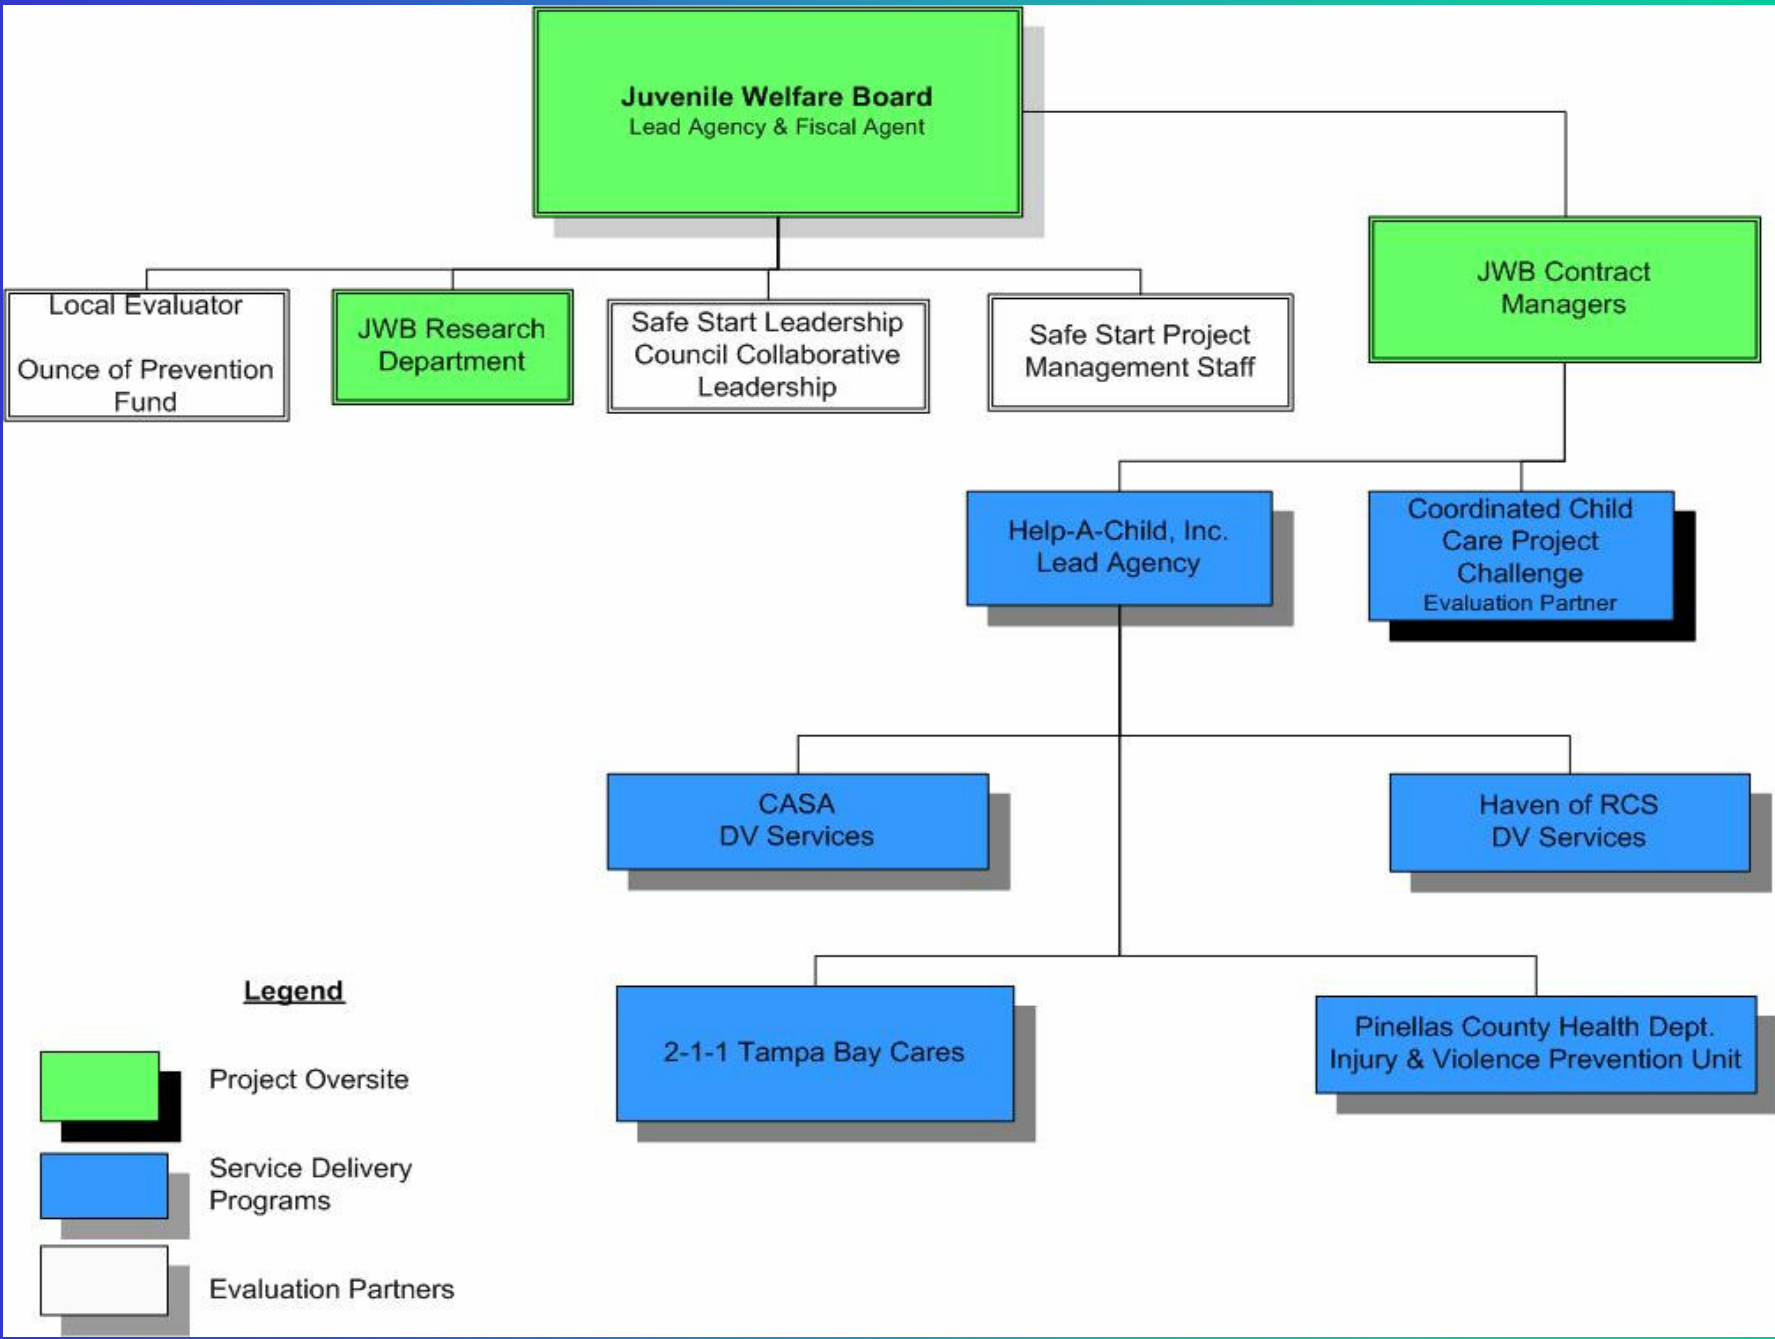 Juvenile Welfare Board
Lead Agency & Fiscal Agent
JWB Contract
Managers
Local Evaluator
Ounce of Prevention
Fund
JWB Research
Department
Safe Start Leadership
Council Collaborative
Leadership
Safe Start Project
Management Staff
Help-A-Child, Inc.
Lead Agency
Coordinated Child
Care Project
Challenge
Evaluation Partner
CASA
DV Services
Haven of RCS
DV Services
2-1-1 Tampa Bay Cares
Pinellas County Health Dept.
Injury & Violence Prevention Unit
Legend
Project Oversite
Service Delivery
Programs
Evaluation Partners